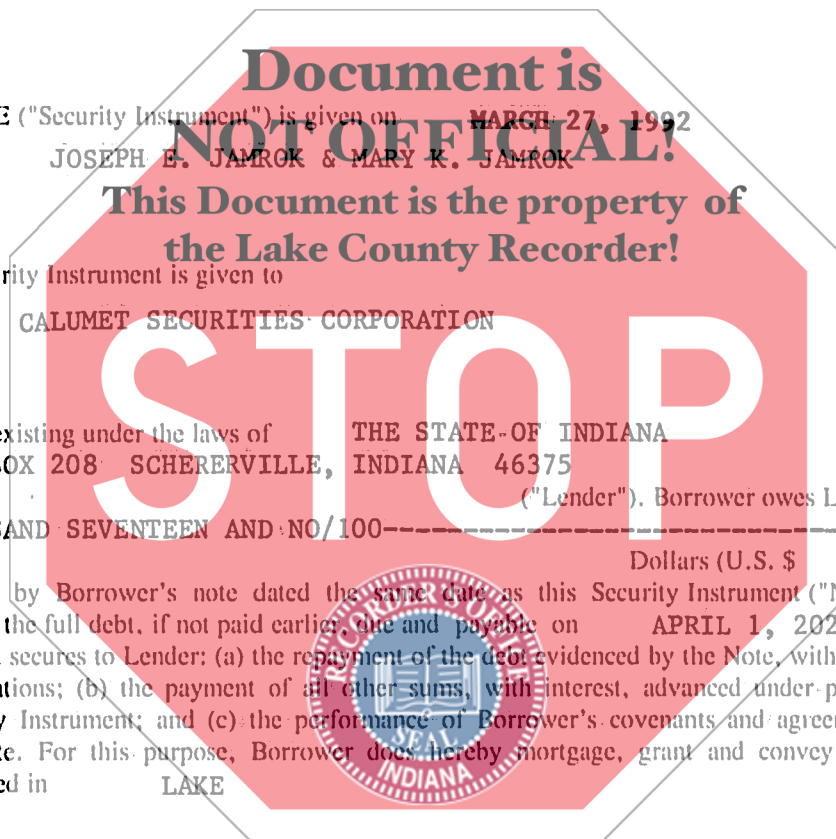 Document is
E ("Security Instrument") is given on MARCH 27, 1992
NOT OFFICIAL!
JOSEPH E. JAMROK & MARY K. JAMROK
This Document is the property of
the Lake County Recorder!
rity Instrument is given to
CALUMET SECURITIES CORPORATION
STOP
existing under the laws of THE STATE OF INDIANA
OX 208 SCHERERVILLE, INDIANA 46375
("Lender"). Borrower owes L
SAND SEVENTEEN AND NO/100
Dollars (U.S. $
by Borrower's note dated the same date as this Security Instrument ("N
the full debt, if not paid earlier, due and payable on APRIL 1, 202
secures to Lender: (a) the repayment of the debt evidenced by the Note, with
ations; (b) the payment of all other sums, with interest, advanced under p
y Instrument; and (c) the performance of Borrower's covenants and agreen
te. For this purpose, Borrower does hereby mortgage, grant and convey
ed in LAKE
RECORDER'S OFFICE
SEAL
INDIANA